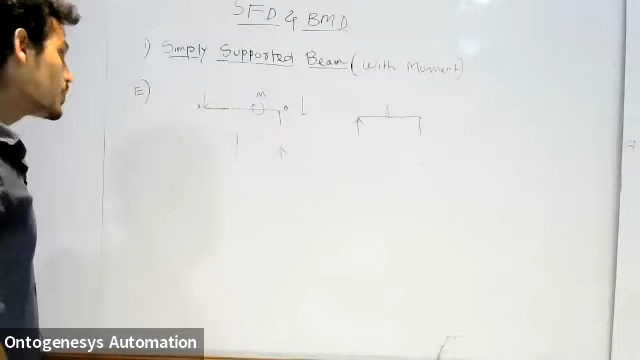 SFD & BMD
1) Simply Supported Beam (With Moment)
E)
M
Ontogenesys Automation